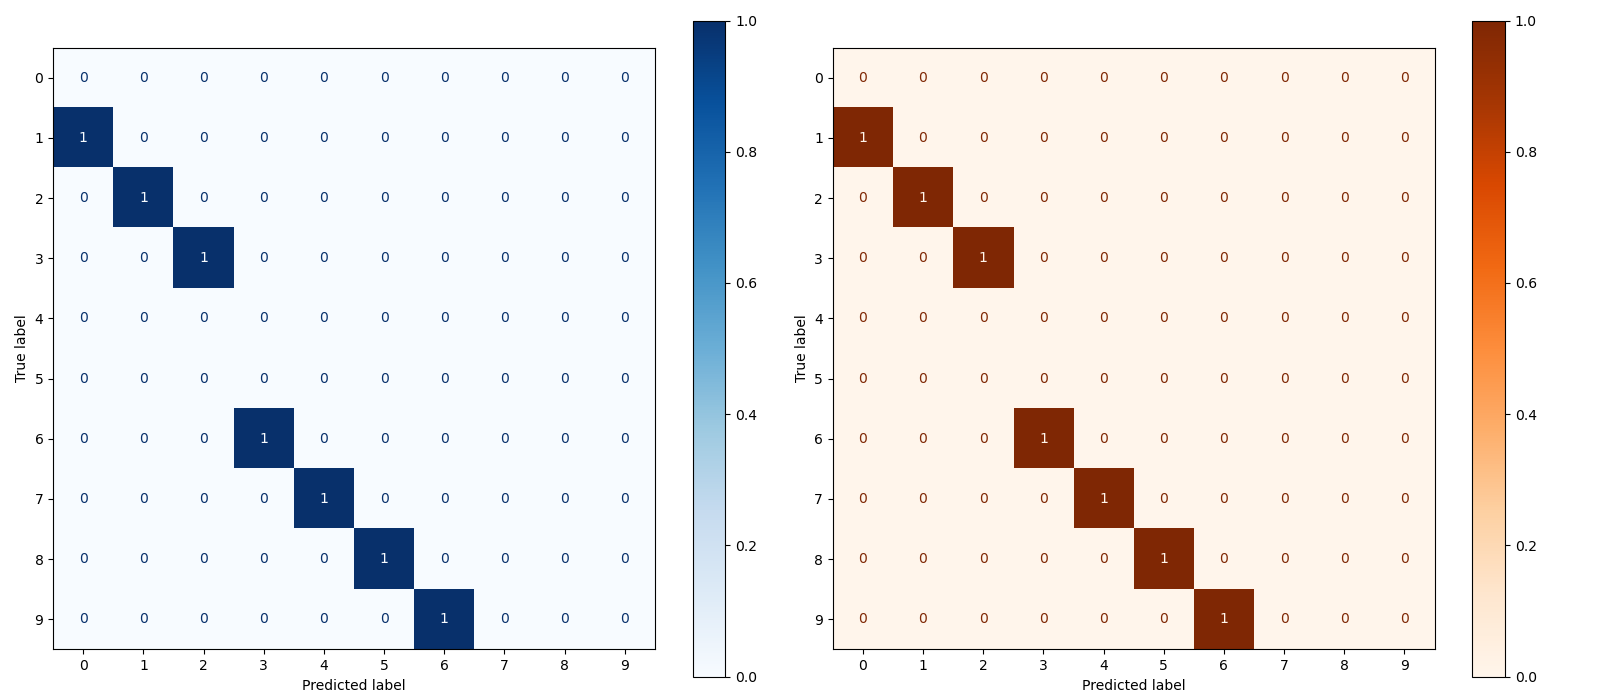 0 0 0 0 0 0 0 0 0 0 0
1 1 0 0 0 0 0 0 0 0 0
2 0 1 0 0 0 0 0 0 0 0
3 0 0 1 0 0 0 0 0 0 0
4 0 0 0 0 0 0 0 0 0 0
5 0 0 0 0 0 0 0 0 0 0
6 0 0 0 1 0 0 0 0 0 0
7 0 0 0 0 1 0 0 0 0 0
8 0 0 0 0 0 1 0 0 0 0
9 0 0 0 0 0 0 1 0 0 0
0 1 2 3 4 5 6 7 8 9
True label
Predicted label
1.0
0.8
0.6
0.4
0.2
0.0
0 0 0 0 0 0 0 0 0 0 0
1 1 0 0 0 0 0 0 0 0 0
2 0 1 0 0 0 0 0 0 0 0
3 0 0 1 0 0 0 0 0 0 0
4 0 0 0 0 0 0 0 0 0 0
5 0 0 0 0 0 0 0 0 0 0
6 0 0 0 1 0 0 0 0 0 0
7 0 0 0 0 1 0 0 0 0 0
8 0 0 0 0 0 1 0 0 0 0
9 0 0 0 0 0 0 1 0 0 0
0 1 2 3 4 5 6 7 8 9
True label
Predicted label
1.0
0.8
0.6
0.4
0.2
0.0